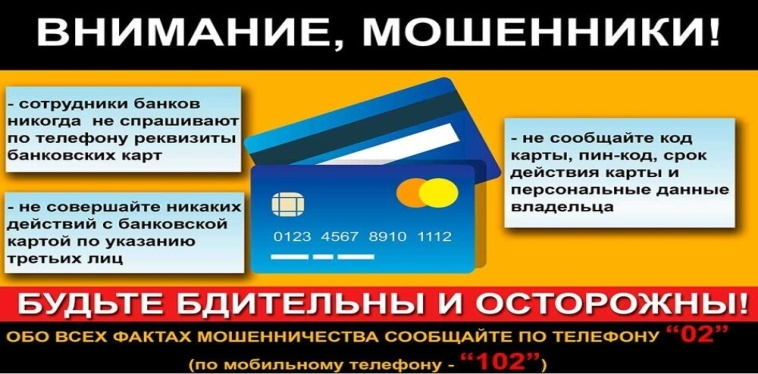 ВНИМАНИЕ, МОШЕННИКИ!
- сотрудники банков
никогда не спрашивают
по телефону реквизиты
банковских карт
- не совершайте никаких
действий с банковской
картой по указанию
третьих лиц
0123 4567 8910 1112
- не сообщайте код
карты, пин-код, срок
действия карты и
персональные данные
владельца
БУДЬТЕ БДИТЕЛЬНЫ И ОСТОРОЖНЫ!
ОБО ВСЕХ ФАКТАХ МОШЕННИЧЕСТВА СООБЩАЙТЕ ПО ТЕЛЕФОНУ “02”
(по мобильному телефону - “102”)